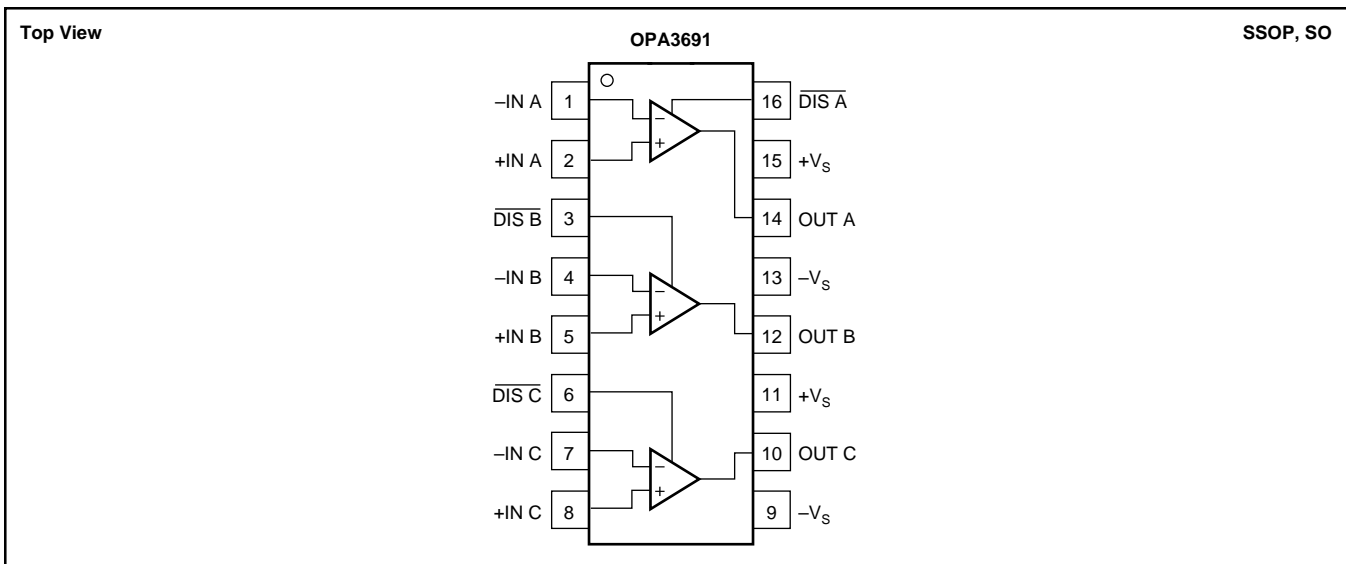 Top View
SSOP, SO
OPA3691
–IN A 1
+IN A 2
DIS B 3
–IN B 4
+IN B 5
DIS C 6
–IN C 7
+IN C 8
16 DIS A
15 +VS
14 OUT A
13 –VS
12 OUT B
11 +VS
10 OUT C
9 –VS
−
+
−
+
−
+